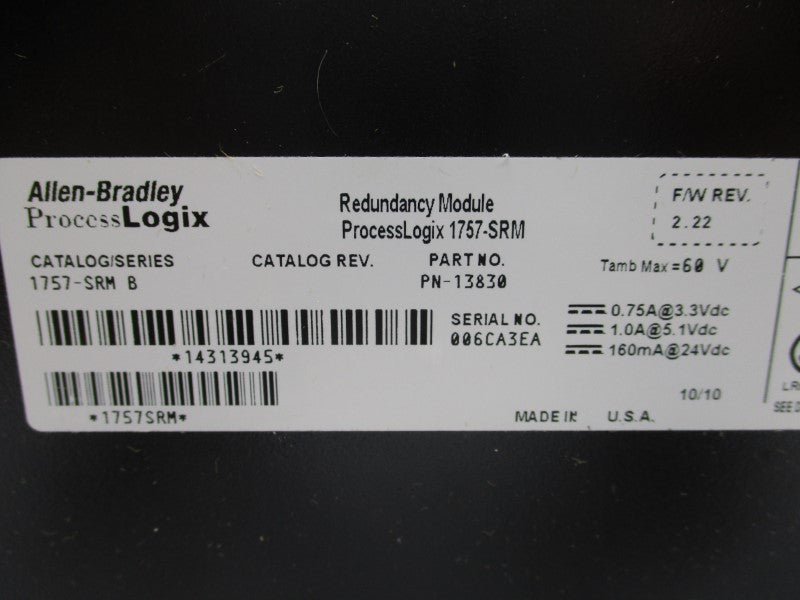 Allen-Bradley
ProcessLogix
Redundancy Module
ProcessLogix 1757-SRM
F/W REV.
2.22
CATALOG/SERIES
1757-SRM B
CATALOG REV.
PART NO.
PN-13830
Tamb Max = 60 V
*14313945*
SERIAL NO.
006CA3EA
0.75A@3.3Vdc
1.0A@5.1Vdc
160mA@24Vdc
*1757SRM*
10/10
MADE IN U.S.A.
SEE